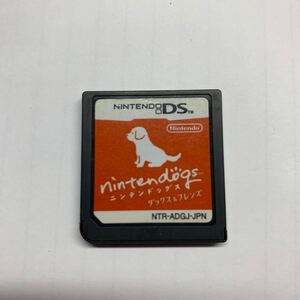 NINTENDO DS™
Nintendo
nintendogs
ニンテンドッグス
ダックス&フレンズ
NTR-ADGJ-JPN